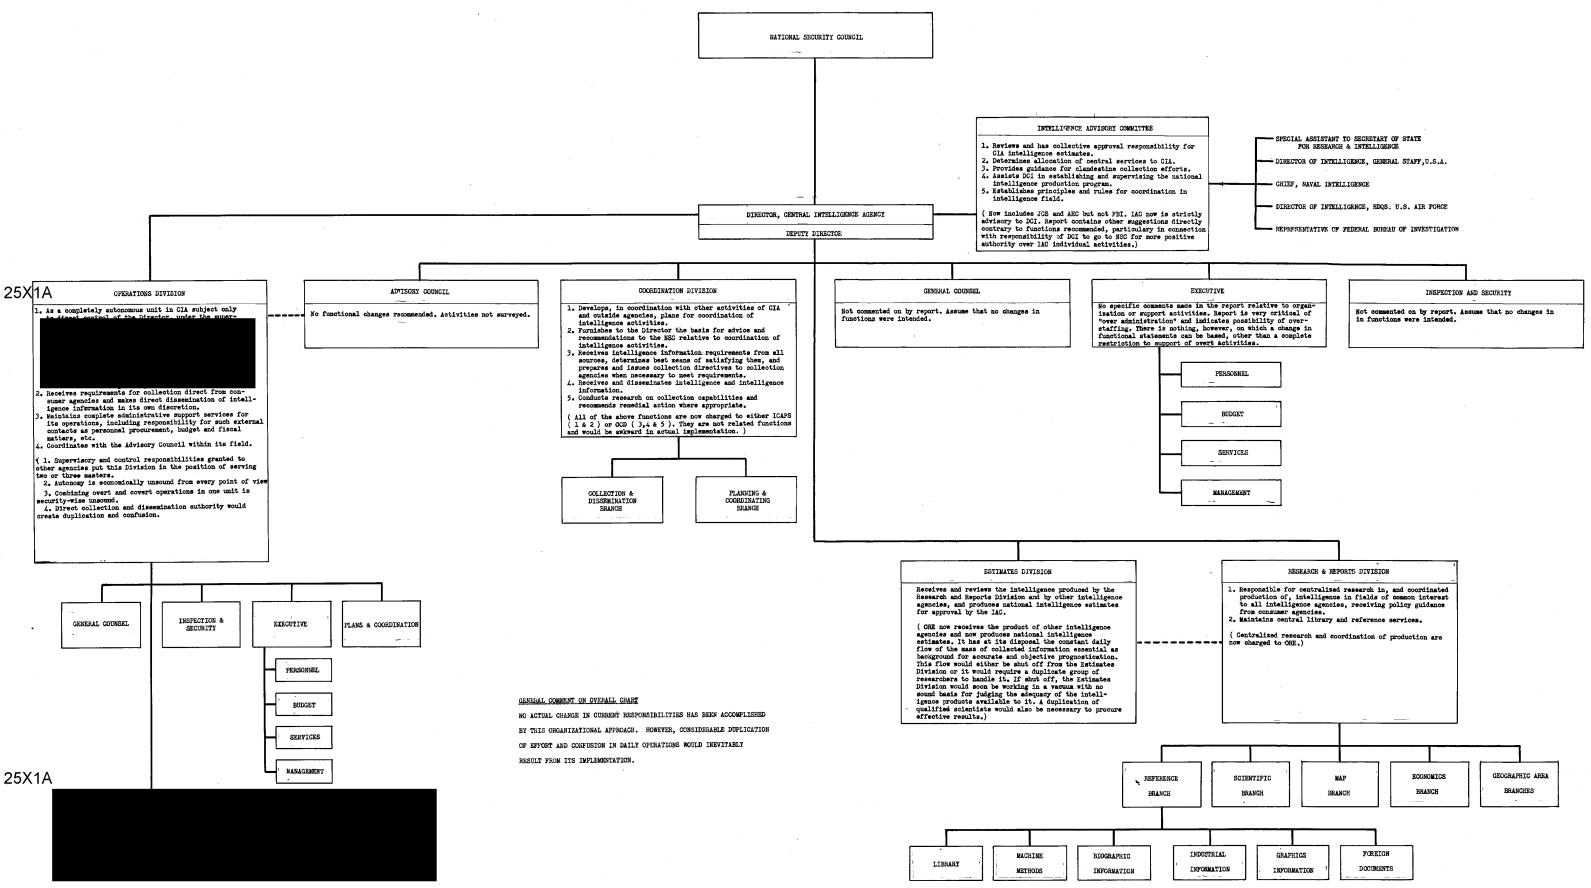 NATIONAL SECURITY COUNCIL
INTELLIGENCE ADVISORY COMMITTEE
1. Reviews and has collective approval responsibility for
CIA intelligence estimates.
2. Determines allocation of central services to CIA.
3. Provides guidance for clandestine collection efforts.
4. Assists DCI in establishing and supervising the national
intelligence production program.
5. Establishes principles and rules for coordination in
intelligence field.
( Now includes JCS and AEC but not FBI. IAC now is strictly
advisory to DCI. Report contains other suggestions directly
contrary to functions recommended, particulary in connection
with responsibility of DCI to go to NSC for more positive
authority over IAC individual activities.)
SPECIAL ASSISTANT TO SECRETARY OF STATE
FOR RESEARCH & INTELLIGENCE
DIRECTOR OF INTELLIGENCE, GENERAL STAFF,U.S.A.
CHIEF, NAVAL INTELLIGENCE
DIRECTOR OF INTELLIGENCE, HDQS. U.S. AIR FORCE
REPRESENTATIVE OF FEDERAL BUREAU OF INVESTIGATION
DIRECTOR, CENTRAL INTELLIGENCE AGENCY
DEPUTY DIRECTOR
25X1A
OPERATIONS DIVISION
1. As a completely autonomous unit in CIA subject only
to direct control of the Director, under the super-
2. Receives requirements for collection direct from con-
sumer agencies and makes direct dissemination of intell-
igence information in its own discretion.
3. Maintains complete administrative support services for
its operations, including responsibility for such external
contacts as personnel procurement, budget and fiscal
matters, etc.
4. Coordinates with the Advisory Council within its field.
( 1. Supervisory and control responsibilities granted to
other agencies put this Division in the position of serving
two or three masters.
2. Autonomy is economically unsound from every point of view
3. Combining overt and covert operations in one unit is
security-wise unsound.
4. Direct collection and dissemination authority would
create duplication and confusion.
ADVISORY COUNCIL
No functional changes recommended. Activities not surveyed.
COORDINATION DIVISION
1. Develops, in coordination with other activities of CIA
and outside agencies, plans for coordination of
intelligence activities.
2. Furnishes to the Director the basis for advice and
recommendations to the NSC relative to coordination of
intelligence activities.
3. Receives intelligence information requirements from all
sources, determines best means of satisfying them, and
prepares and issues collection directives to collection
agencies when necessary to meet requirements.
4. Receives and disseminates intelligence and intelligence
information.
5. Conducts research on collection capabilities and
recommends remedial action where appropriate.
( All of the above functions are now charged to either ICAPS
( 1 & 2 ) or OCD ( 3,4 & 5 ). They are not related functions
and would be awkward in actual implementation. )
GENERAL COUNSEL
Not commented on by report. Assume that no changes in
functions were intended.
EXECUTIVE
No specific comments made in the report relative to organ-
ization or support activities. Report is very critical of
"over administration" and indicates possibility of over-
staffing. There is nothing, however, on which a change in
functional statements can be based, other than a complete
restriction to support of overt activities.
INSPECTION AND SECURITY
Not commented on by report. Assume that no changes in
in functions were intended.
PERSONNEL
BUDGET
SERVICES
MANAGEMENT
COLLECTION &
DISSEMINATION
BRANCH
PLANNING &
COORDINATING
BRANCH
GENERAL COUNSEL
INSPECTION &
SECURITY
EXECUTIVE
PLANS & COORDINATION
PERSONNEL
BUDGET
SERVICES
MANAGEMENT
25X1A
GENERAL COMMENT ON OVERALL CHART
NO ACTUAL CHANGE IN CURRENT RESPONSIBILITIES HAS BEEN ACCOMPLISHED
BY THIS ORGANIZATIONAL APPROACH. HOWEVER, CONSIDERABLE DUPLICATION
OF EFFORT AND CONFUSION IN DAILY OPERATIONS WOULD INEVITABLY
RESULT FROM ITS IMPLEMENTATION.
ESTIMATES DIVISION
Receives and reviews the intelligence produced by the
Research and Reports Division and by other intelligence
agencies, and produces national intelligence estimates
for approval by the IAC.
( ORE now receives the product of other intelligence
agencies and now produces national intelligence
estimates. It has at its disposal the constant daily
flow of the mass of collected information essential as
background for accurate and objective prognostication.
This flow would either be shut off from the Estimates
Division or it would require a duplicate group of
researchers to handle it. If shut off, the Estimates
Division would soon be working in a vacuum with no
sound basis for judging the adequacy of the intell-
igence products available to it. A duplication of
qualified scientists would also be necessary to procure
effective results.)
RESEARCH & REPORTS DIVISION
1. Responsible for centralized research in, and coordinated
production of, intelligence in fields of common interest
to all intelligence agencies, receiving policy guidance
from consumer agencies.
2. Maintains central library and reference services.
( Centralized research and coordination of production are
now charged to ORE.)
REFERENCE
BRANCH
SCIENTIFIC
BRANCH
MAP
BRANCH
ECONOMICS
BRANCH
GEOGRAPHIC AREA
BRANCHES
LIBRARY
MACHINE
METHODS
BIOGRAPHIC
INFORMATION
INDUSTRIAL
INFORMATION
GRAPHICS
INFORMATION
FOREIGN
DOCUMENTS